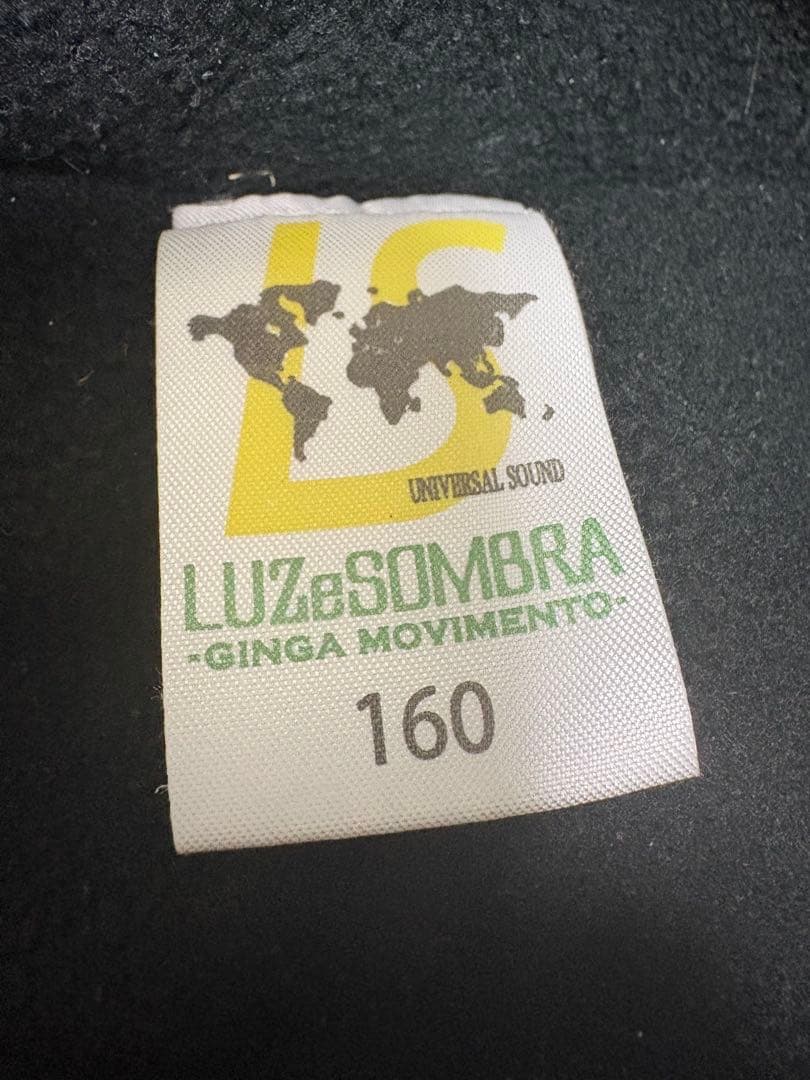 LS
UNIVERSAL SOUND
LUZeSOMBRA
-GINGA MOVIMENTO-
160